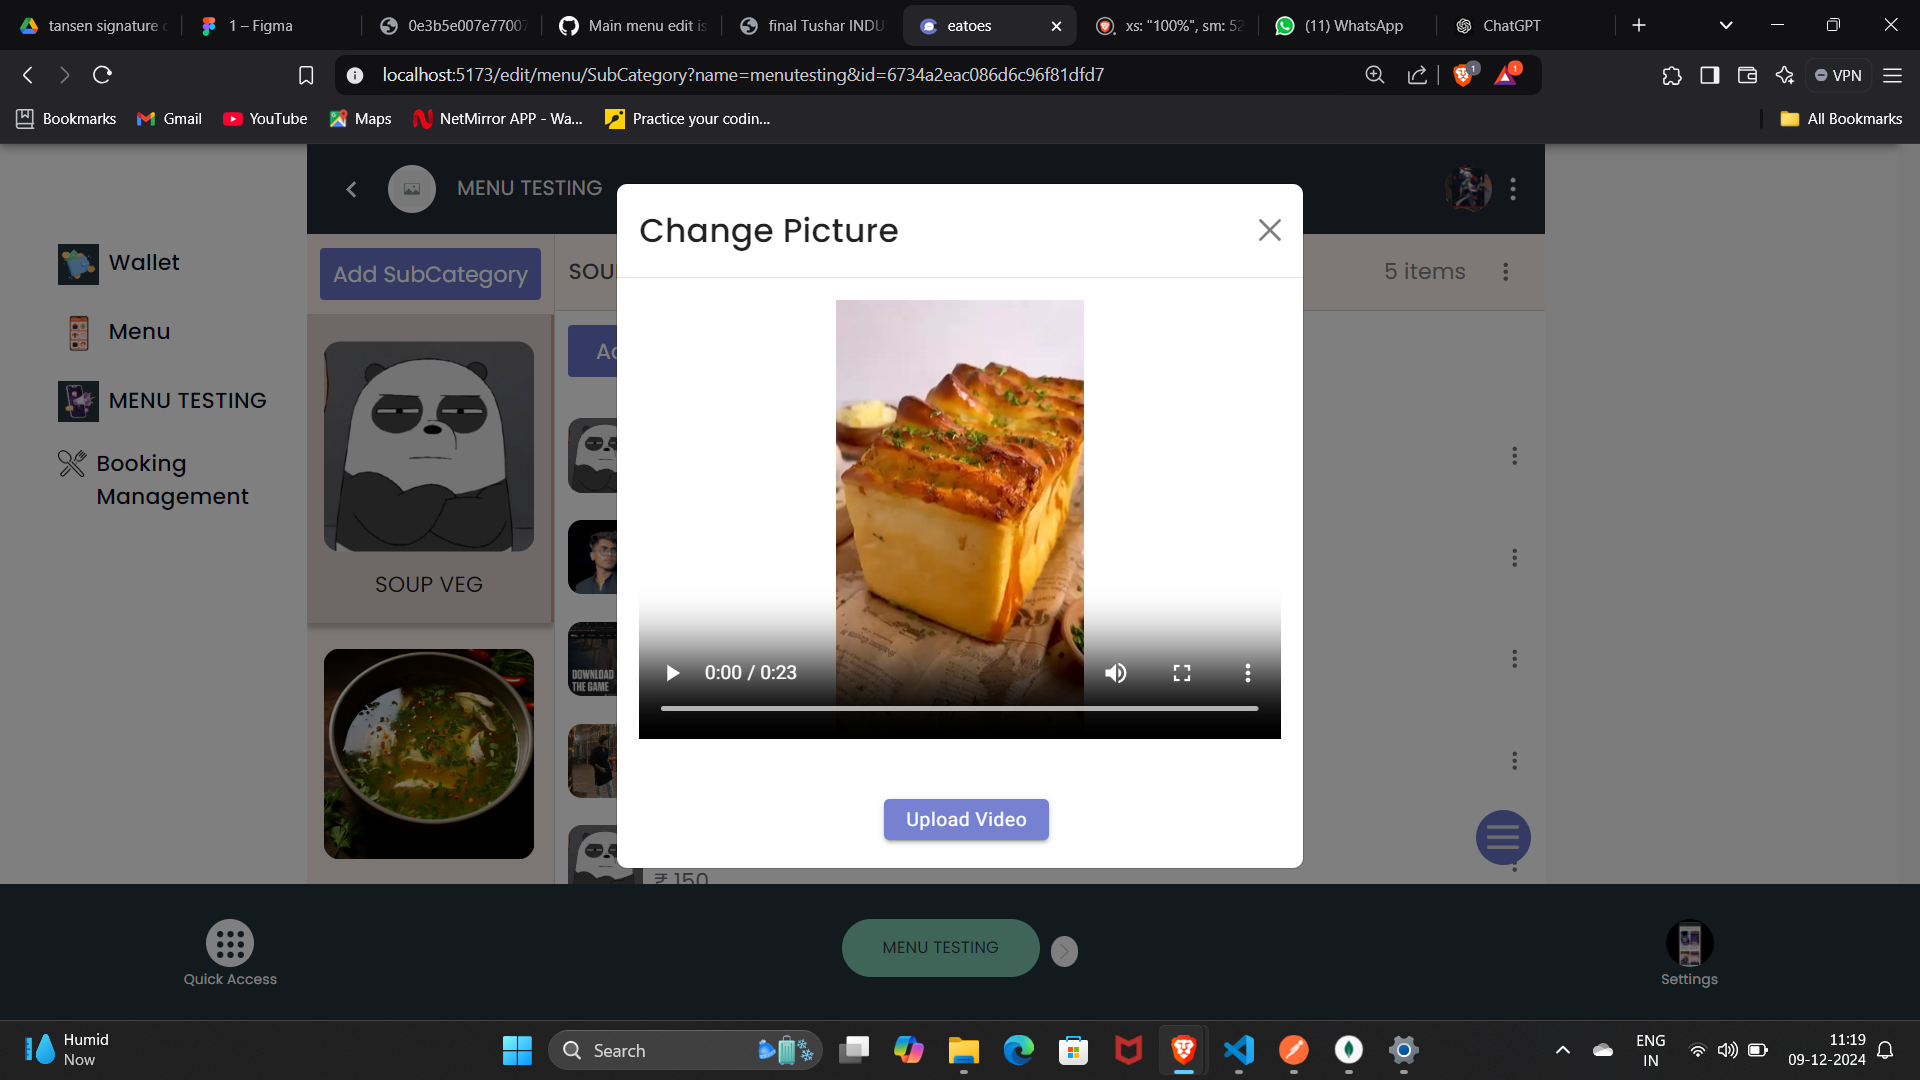 tansen signature
1 – Figma
0e3b5e007e7700
Main menu edit is
final Tushar INDU
eatoes
xs: "100%", sm: 52
(11) WhatsApp
ChatGPT
localhost:5173/edit/menu/SubCategory?name=menutesting&id=6734a2eac086d6c96f81dfd7
1
1
VPN
Bookmarks
Gmail
YouTube
Maps
NetMirror APP - Wa...
Practice your codin...
All Bookmarks
MENU TESTING
Change Picture
Wallet
Add SubCategory
SOU
5 items
Menu
Ad
MENU TESTING
Booking
Management
SOUP VEG
DOWNLOAD
THE GAME
0:00 / 0:23
Upload Video
₹ 150
Quick Access
MENU TESTING
Settings
Humid
Now
Search
ENG
IN
11:19
09-12-2024